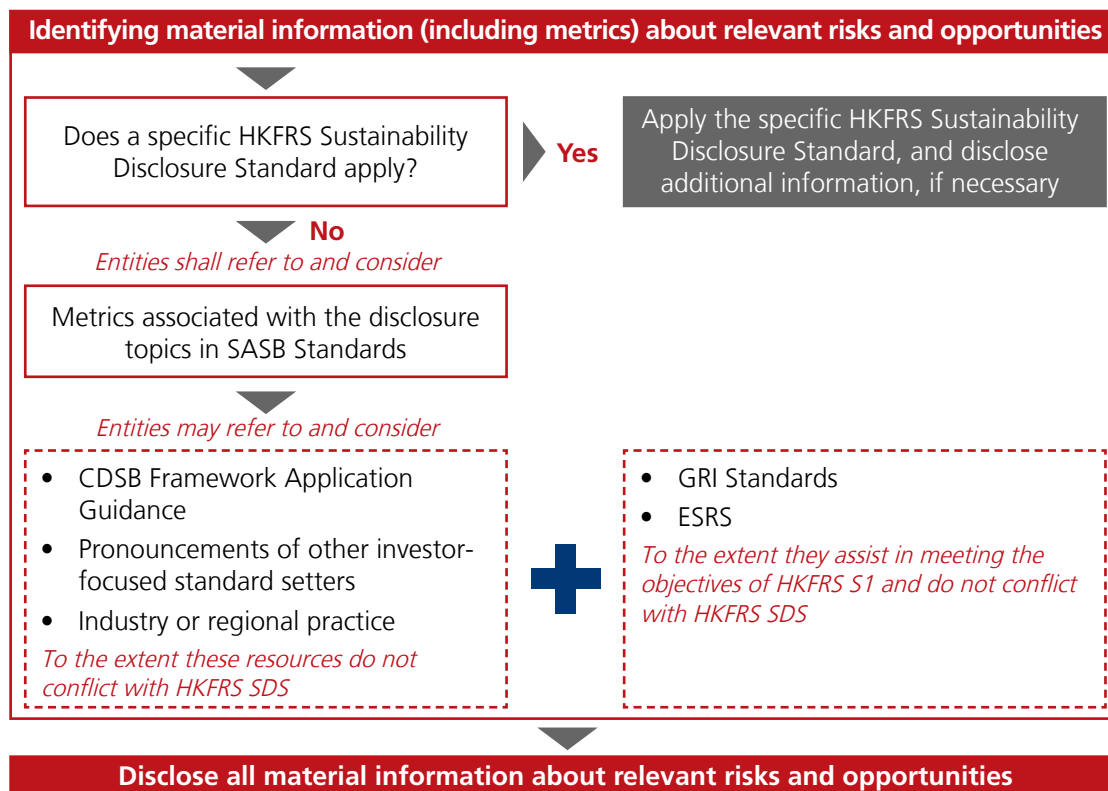 Identifying material information (including metrics) about relevant risks and opportunities
Does a specific HKFRS Sustainability
Disclosure Standard apply?
Yes
Apply the specific HKFRS Sustainability
Disclosure Standard, and disclose
additional information, if necessary
No
Entities shall refer to and consider
Metrics associated with the disclosure
topics in SASB Standards
Entities may refer to and consider
• CDSB Framework Application
Guidance
• Pronouncements of other investor-
focused standard setters
• Industry or regional practice
To the extent these resources do not
conflict with HKFRS SDS
• GRI Standards
• ESRS
To the extent they assist in meeting the
objectives of HKFRS S1 and do not conflict
with HKFRS SDS
Disclose all material information about relevant risks and opportunities